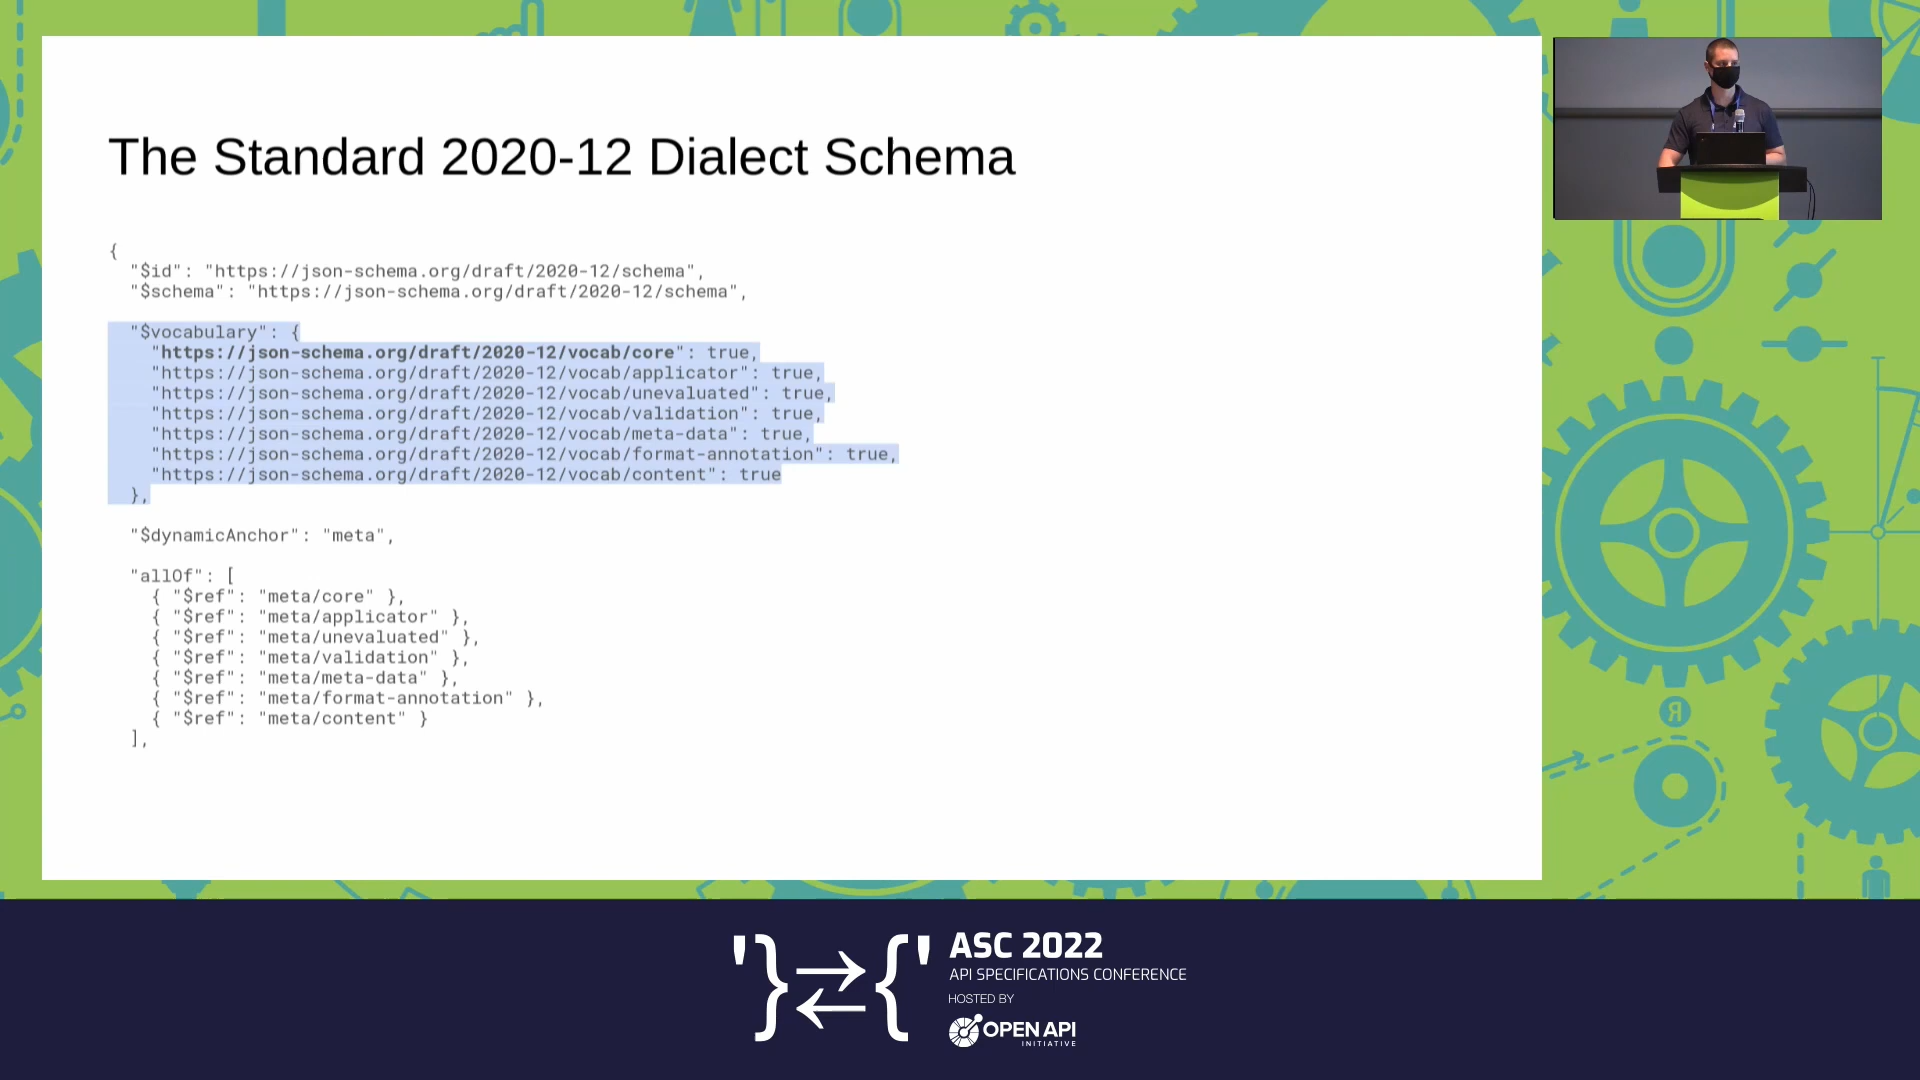 The Standard 2020-12 Dialect Schema
{
  "$id": "https://json-schema.org/draft/2020-12/schema",
  "$schema": "https://json-schema.org/draft/2020-12/schema",
  "$vocabulary": {
    "https://json-schema.org/draft/2020-12/vocab/core": true,
    "https://json-schema.org/draft/2020-12/vocab/applicator": true,
    "https://json-schema.org/draft/2020-12/vocab/unevaluated": true,
    "https://json-schema.org/draft/2020-12/vocab/validation": true,
    "https://json-schema.org/draft/2020-12/vocab/meta-data": true,
    "https://json-schema.org/draft/2020-12/vocab/format-annotation": true,
    "https://json-schema.org/draft/2020-12/vocab/content": true
  },
  "$dynamicAnchor": "meta",
  "allOf": [
    { "$ref": "meta/core" },
    { "$ref": "meta/applicator" },
    { "$ref": "meta/unevaluated" },
    { "$ref": "meta/validation" },
    { "$ref": "meta/meta-data" },
    { "$ref": "meta/format-annotation" },
    { "$ref": "meta/content" }
  ],
Я
'}⇄{'
ASC 2022
API SPECIFICATIONS CONFERENCE
HOSTED BY
OPENAPI
INITIATIVE